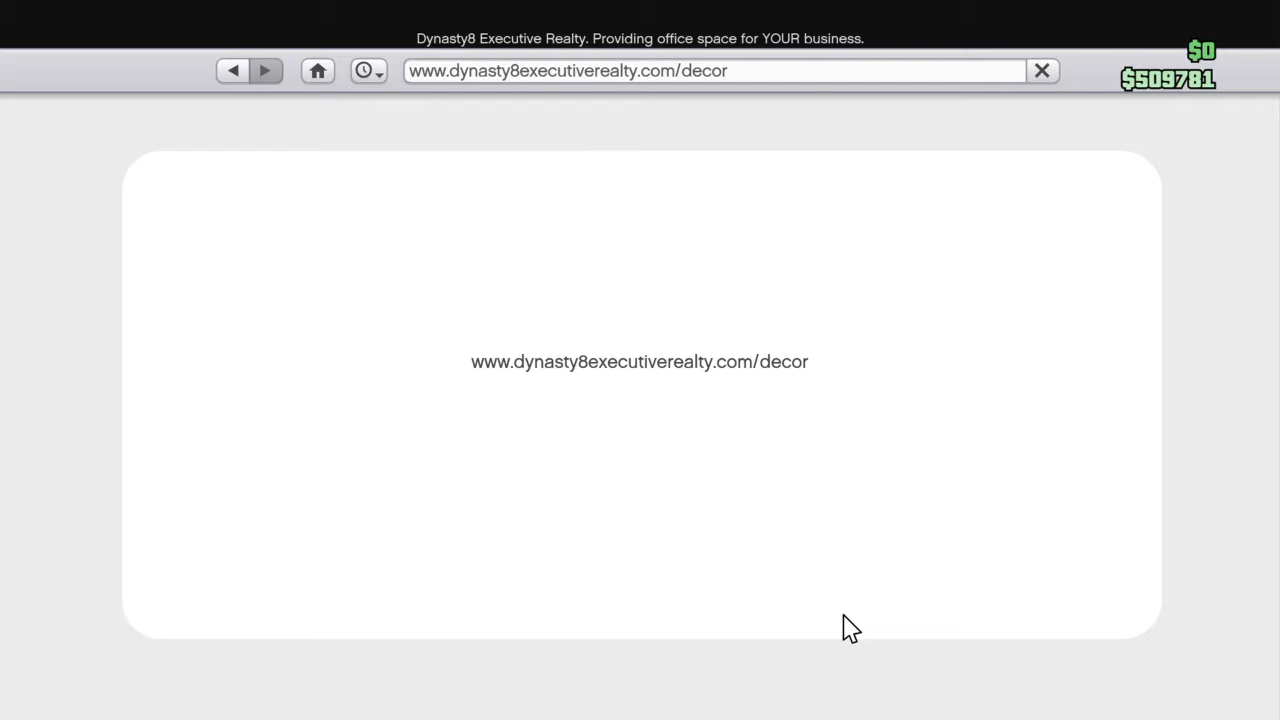 Dynasty8 Executive Realty. Providing office space for YOUR business.
$0
www.dynasty8executiverealty.com/decor
$509781
www.dynasty8executiverealty.com/decor